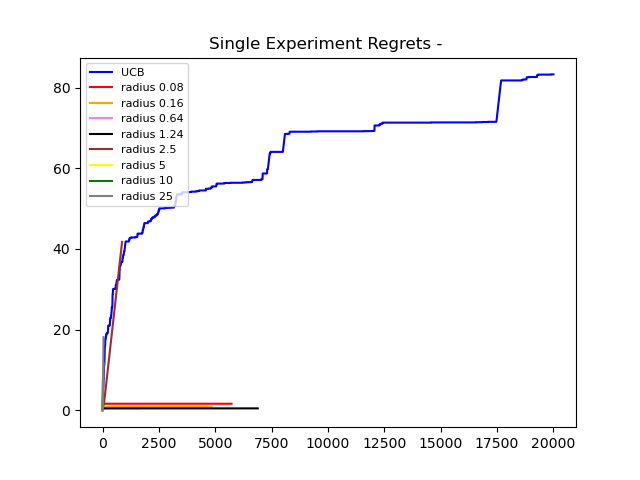 Single Experiment Regrets -
UCB
radius 0.08
radius 0.16
radius 0.64
radius 1.24
radius 2.5
radius 5
radius 10
radius 25
80
60
40
20
0
0 2500 5000 7500 10000 12500 15000 17500 20000